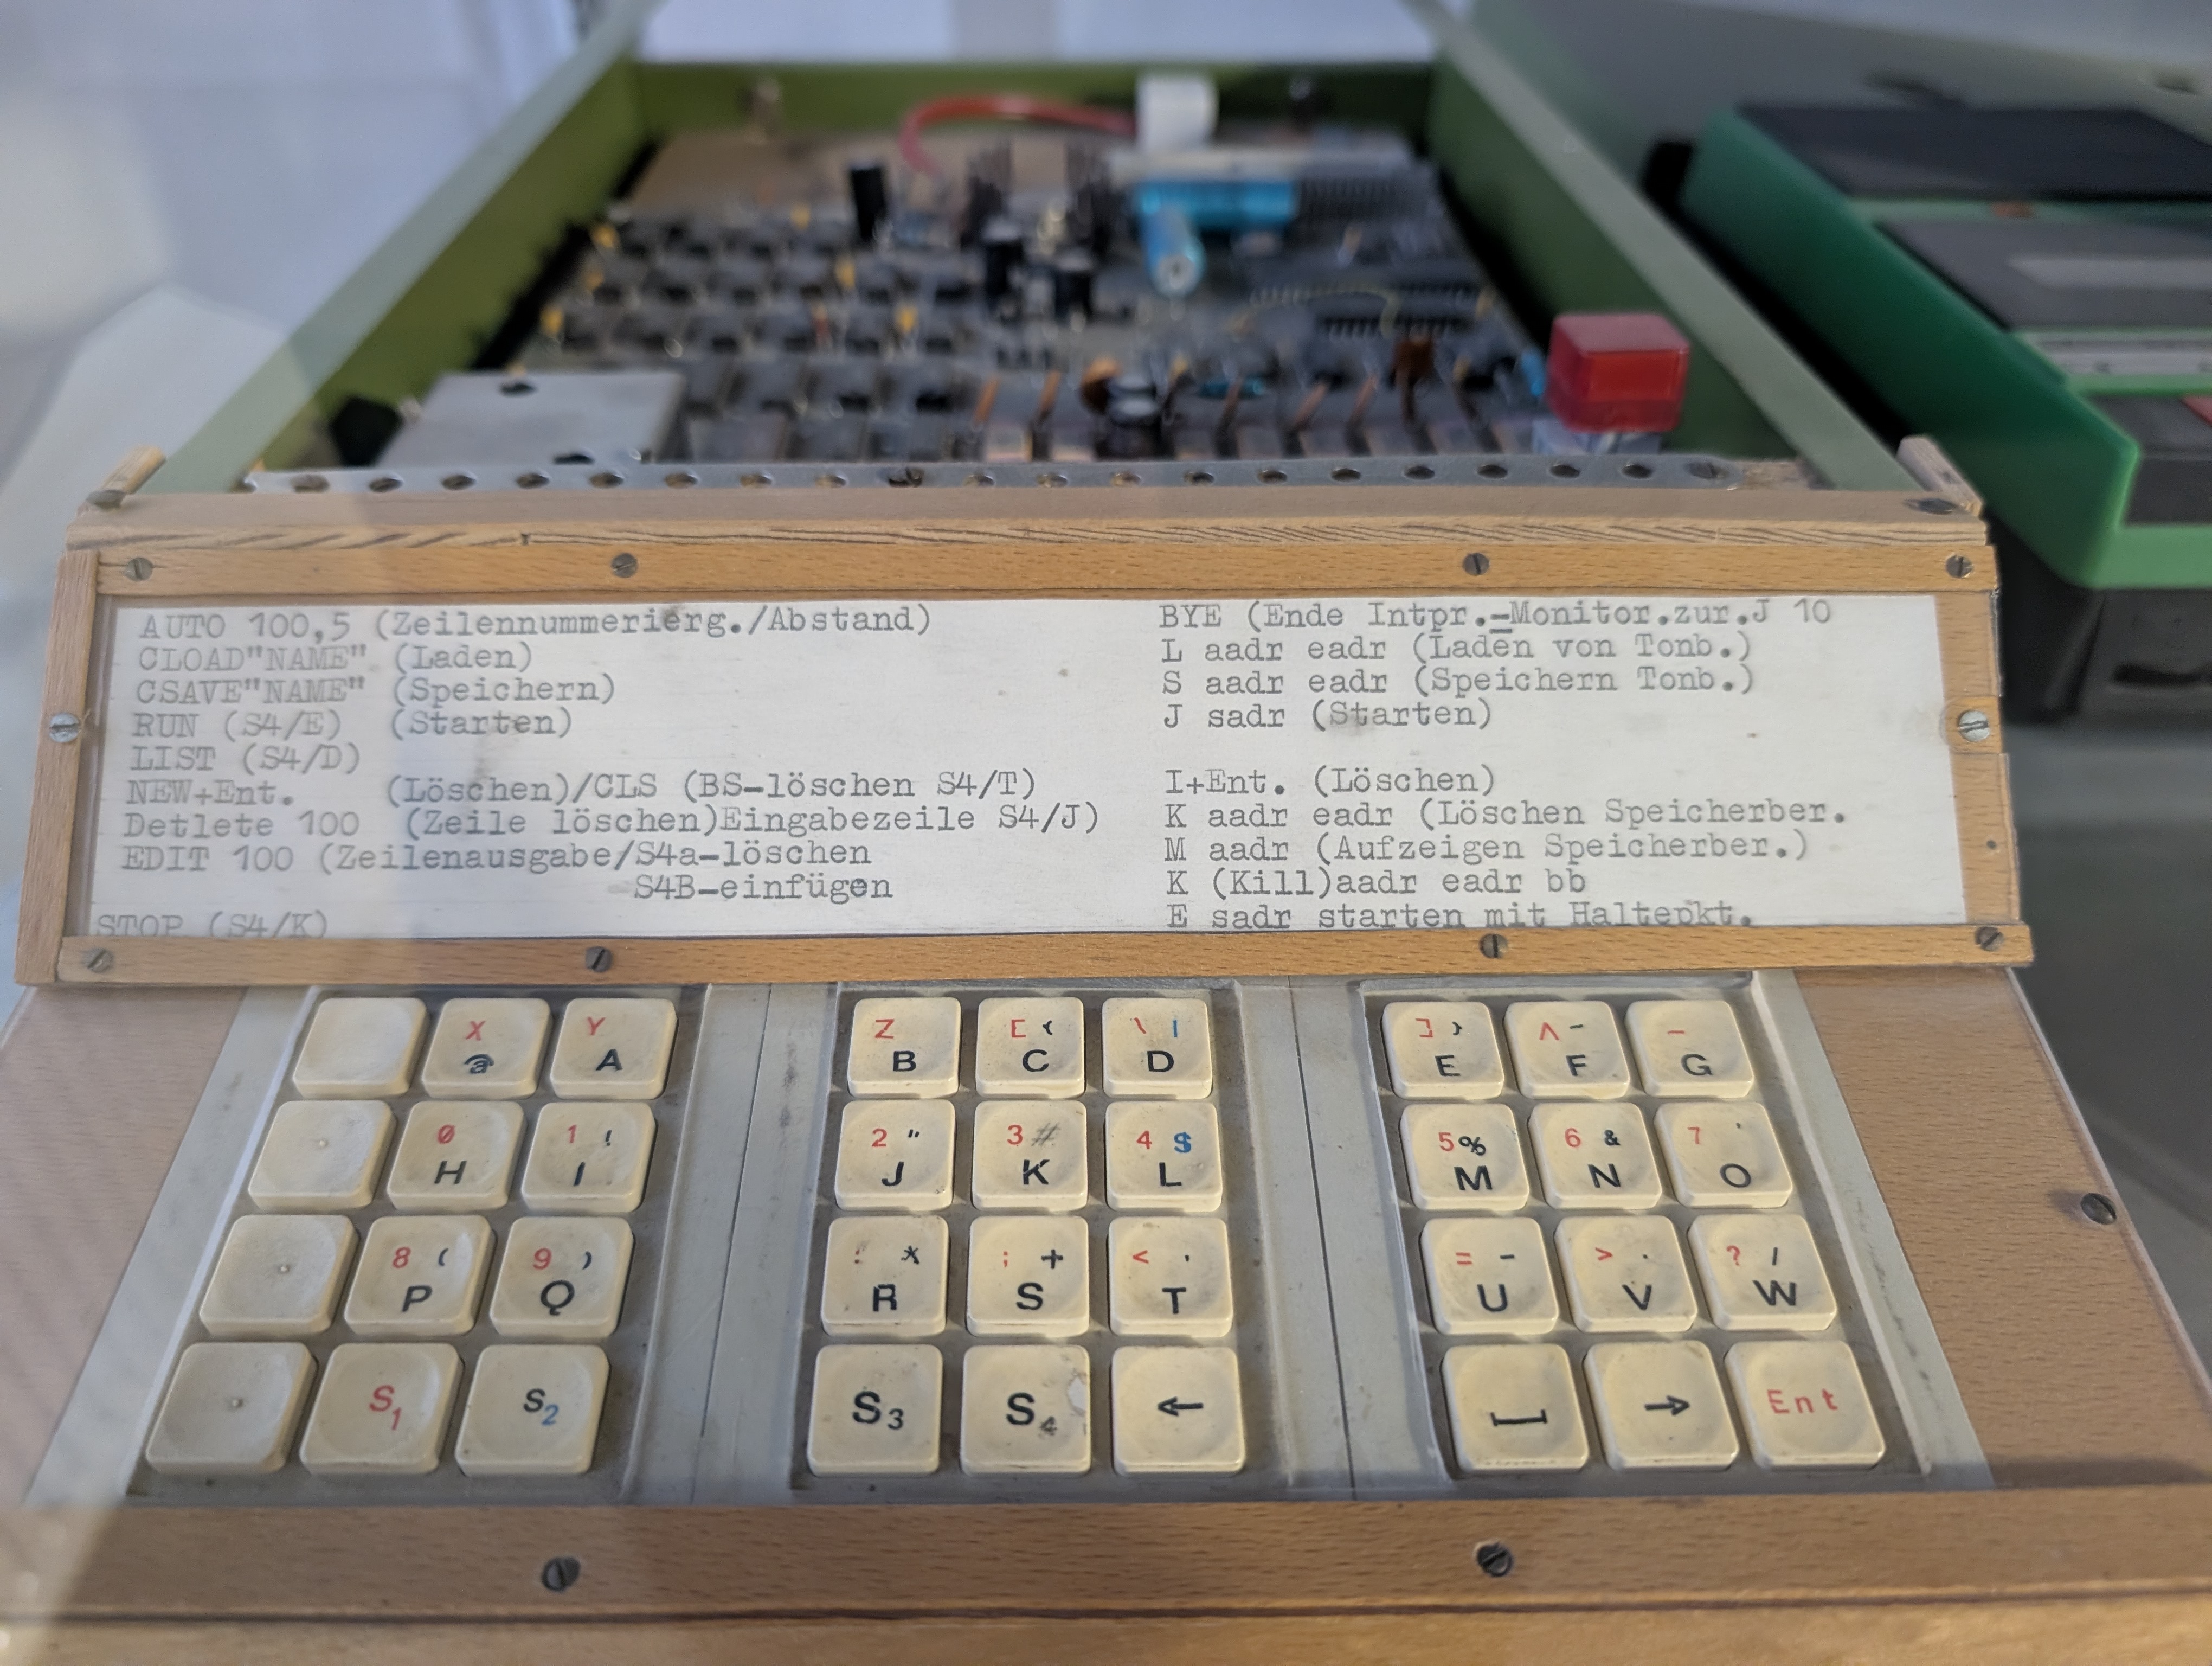 AUTO 100,5 (Zeilennummerierg./Abstand)
CLOAD"NAME" (Laden)
CSAVE"NAME" (Speichern)
RUN (S4/E) (Starten)
LIST (S4/D)
NEW+Ent. (Löschen)/CLS (BS-löschen S4/T)
Detlete 100 (Zeile löschen)Eingabezeile S4/J)
EDIT 100 (Zeilenausgabe/S4a-löschen
S4B-einfügen
STOP (S4/K)
BYE (Ende Intpr.-Monitor.zur.J 10
L aadr eadr (Laden von Tonb.)
S aadr eadr (Speichern Tonb.)
J sadr (Starten)
I+Ent. (Löschen)
K aadr eadr (Löschen Speicherber.
M aadr (Aufzeigen Speicherber.)
K (Kill)aadr eadr bb
E sadr starten mit Haltepkt.
X Y Z [ { \ | ] } ^ - _
@ A B C D E F G
0 1 ! 2 " 3 # 4 $ 5 % 6 & 7 '
H I J K L M N O
8 ( 9 ) : * ; + < , = - > . ? /
P Q R S T U V W
S1 S2 S3 S4 ← → Ent